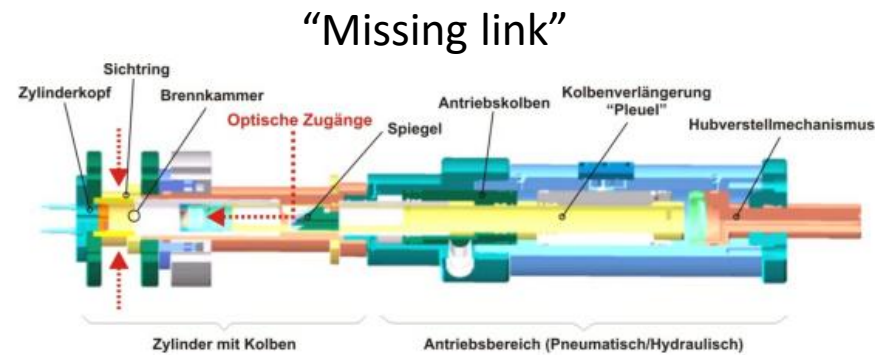 “Missing link”
Sichtring
Zylinderkopf
Brennkammer
Optische Zugänge
Spiegel
Antriebskolben
Kolbenverlängerung
“Pleuel”
Hubverstellmechanismus
Zylinder mit Kolben
Antriebsbereich (Pneumatisch/Hydraulisch)